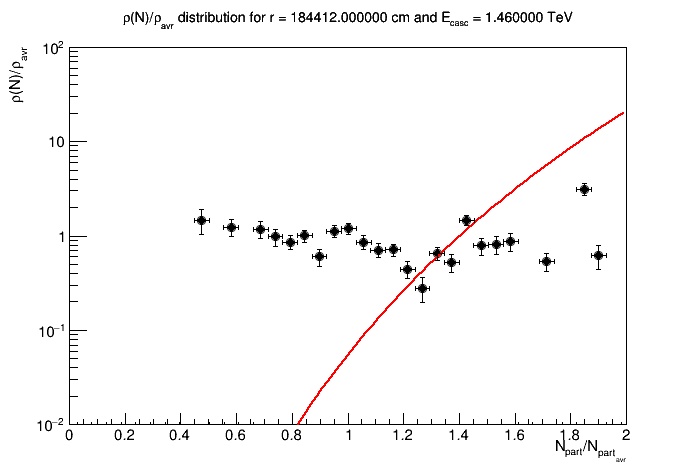 ρ(N)/ρavr distribution for r = 184412.000000 cm and Ecasc = 1.460000 TeV
ρ(N)/ρavr
10²
10
1
10⁻¹
10⁻²
0 0.2 0.4 0.6 0.8 1 1.2 1.4 1.6 1.8 2
Npart/Npartavr